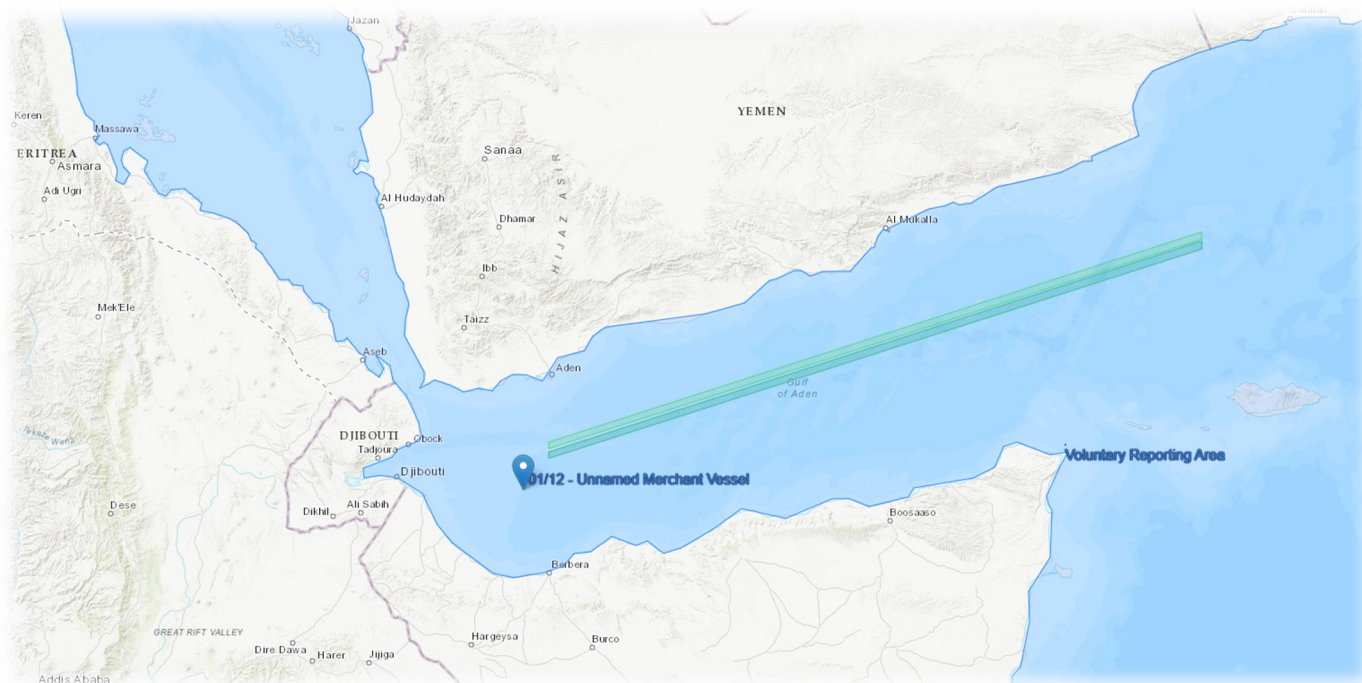 Jazan
Keren
Massawa
YEMEN
ERITREA
Asmara
Sanaa
Adi Ugri
Al Hudaydah
HIJAZ ASIR
Dhamar
Al Mukalla
Ibb
Mek'Ele
Taizz
Aseb
Aden
Gulf
of Aden
DJIBOUTI
Obock
Tekeze Wenz
Tadjoura
Voluntary Reporting Area
Djibouti
01/12 - Unnamed Merchant Vessel
Dese
Ali Sabih
Dikhil
Boosaaso
Berbera
GREAT RIFT VALLEY
Hargeysa
Burco
Dire Dawa
Harer
Jijiga
Addis Ababa